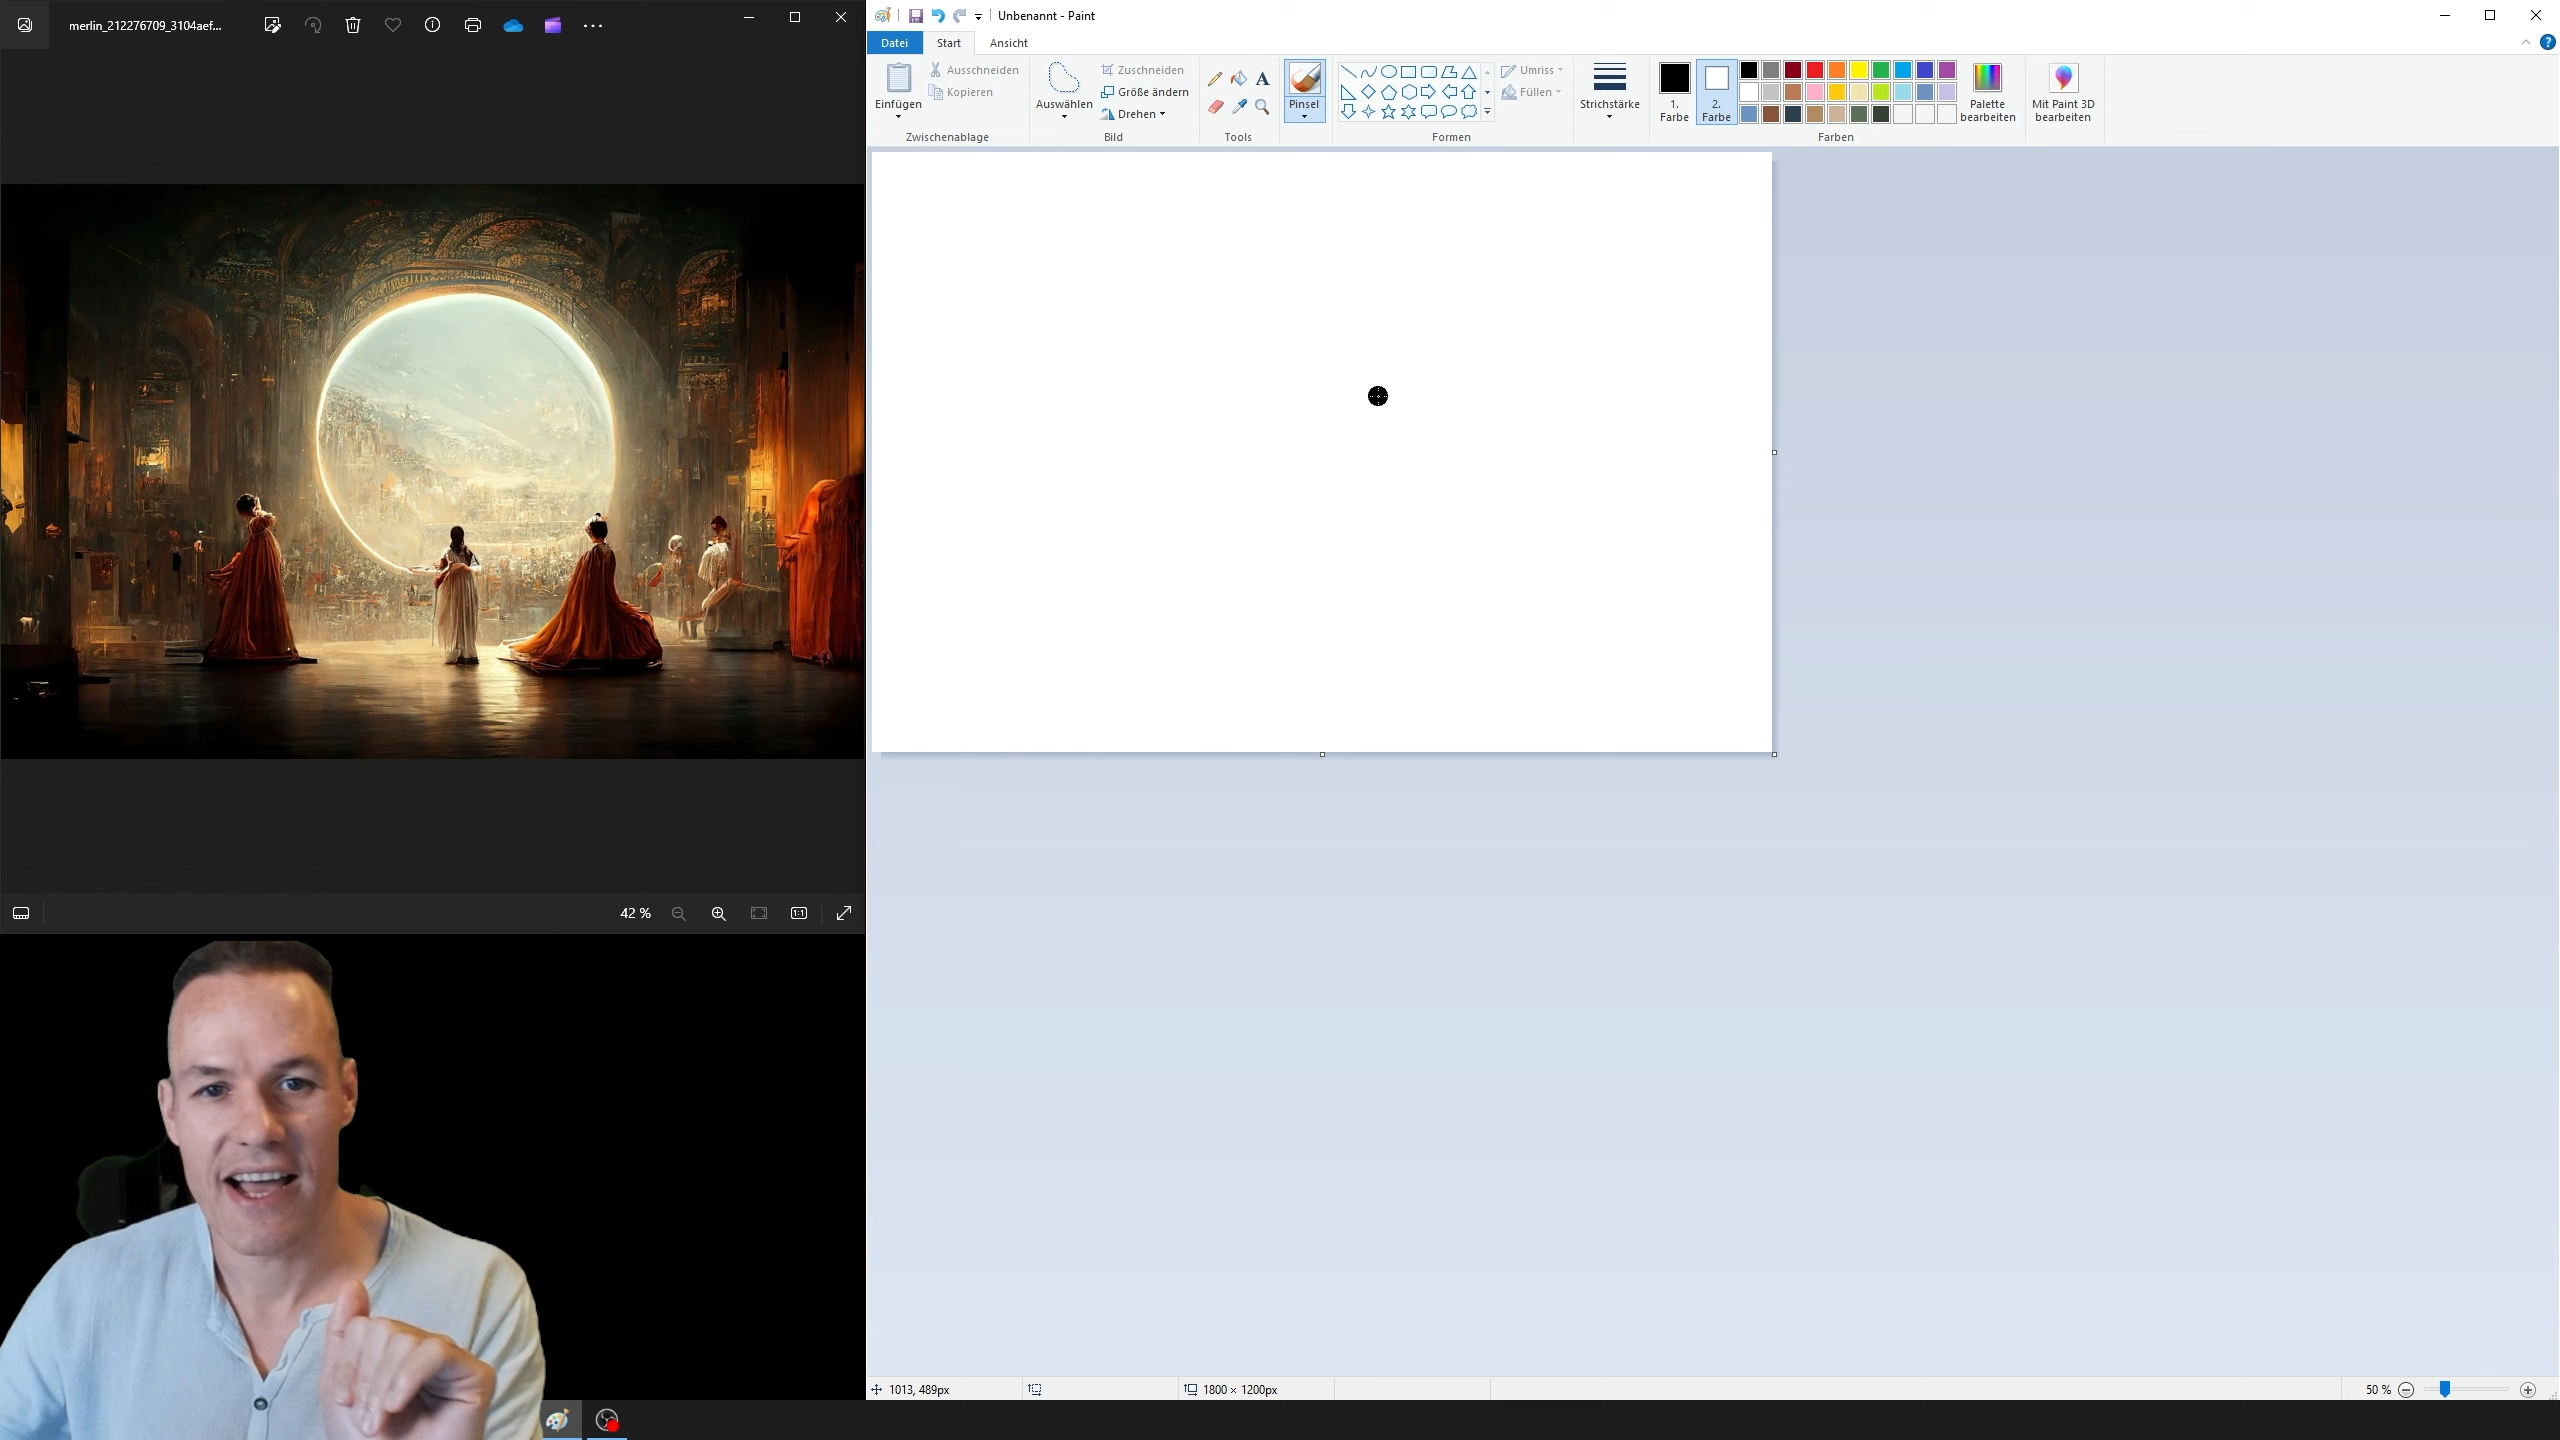 merlin_212276709_3104aef...
Unbenannt - Paint
Datei
Start
Ansicht
Einfügen
Ausschneiden
Kopieren
Zwischenablage
Auswählen
Zuschneiden
Größe ändern
Drehen
Bild
A
Tools
Pinsel
Formen
Umriss
Füllen
Strichstärke
1.
Farbe
2.
Farbe
Palette
bearbeiten
Farben
Mit Paint 3D
bearbeiten
42 %
1:1
1013, 489px
1800 × 1200px
50 %